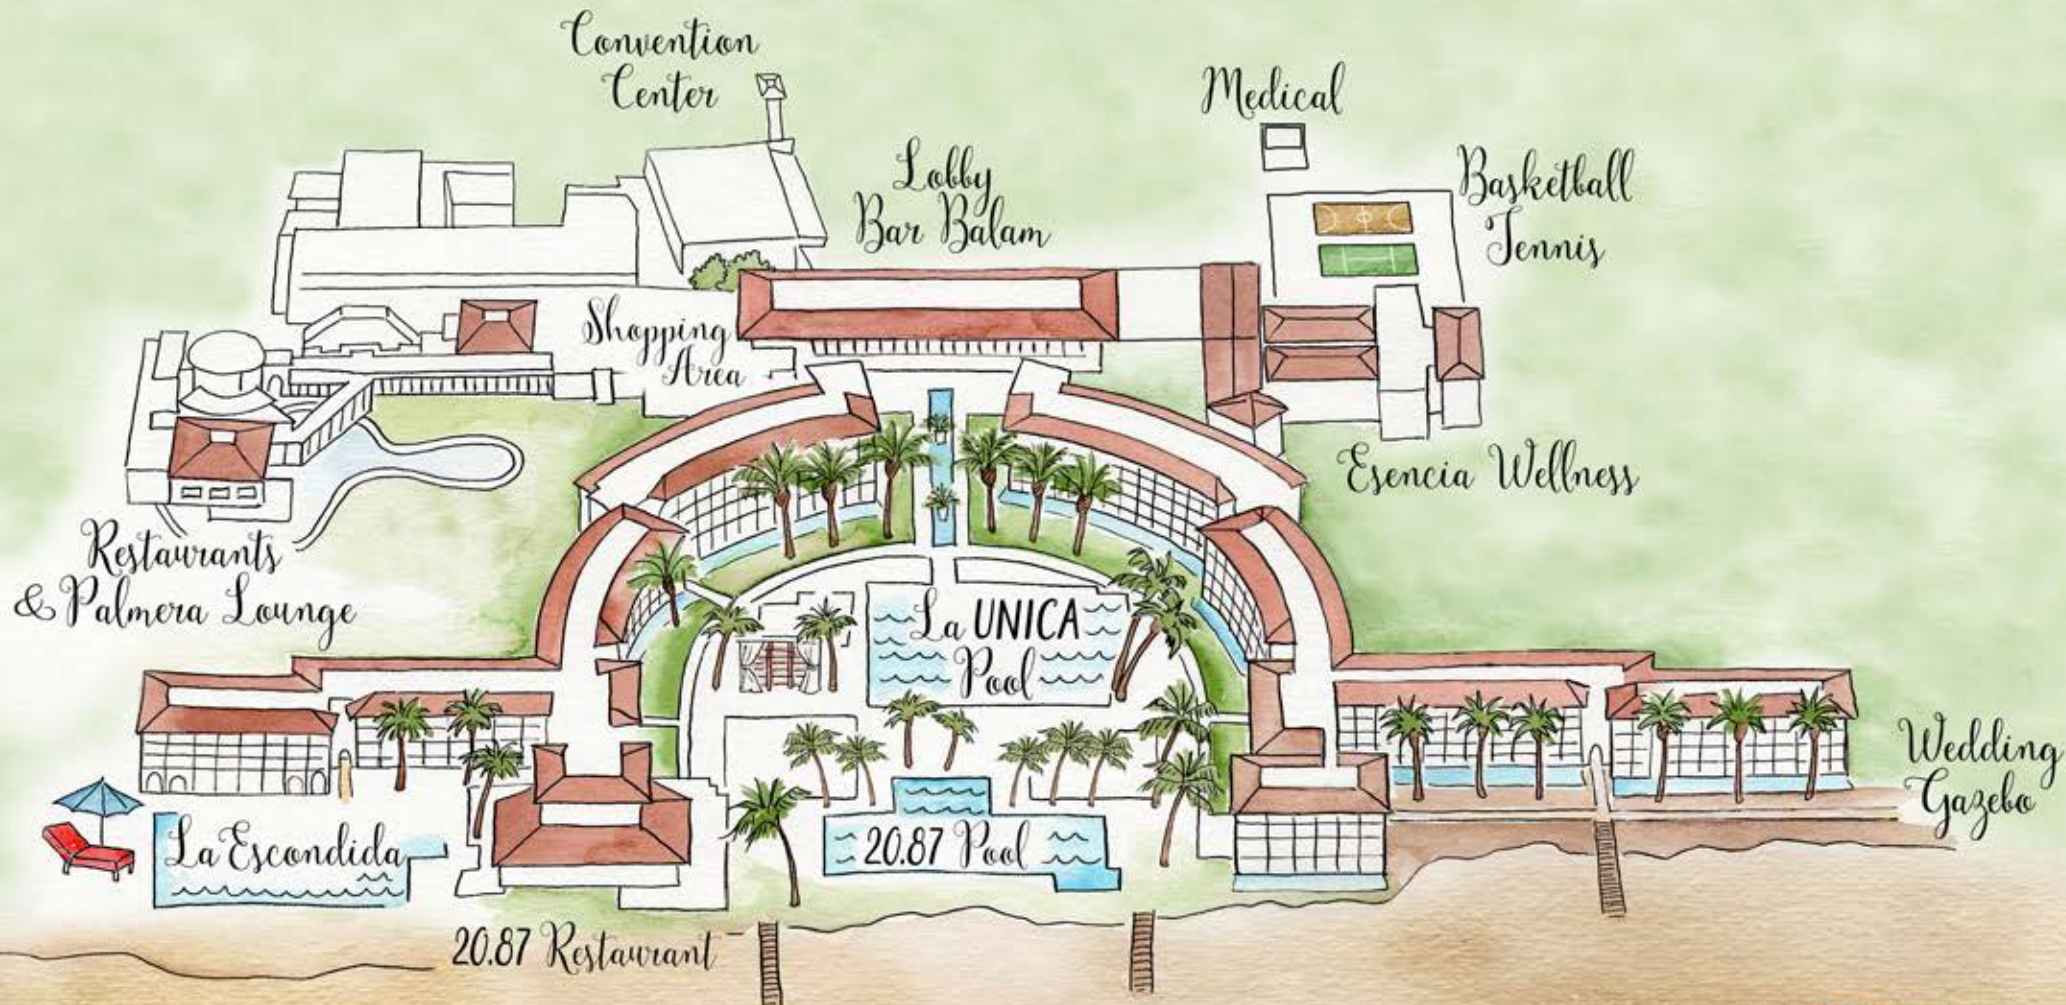 Convention
Center
Medical
Lobby
Bar Balam
Basketball
Tennis
Shopping
Area
Esencia Wellness
Restaurants
& Palmera Lounge
La UNICA
Pool
Wedding
Gazebo
La Escondida
20.87 Pool
20.87 Restaurant